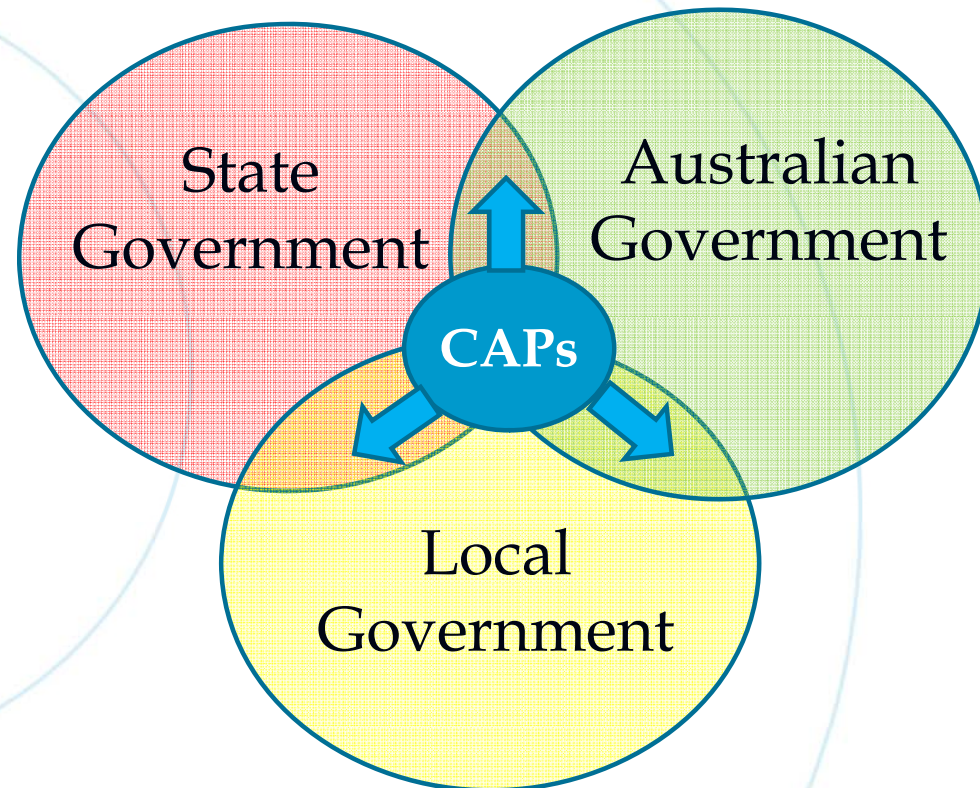 State
Government
Australian
Government
CAPs
Local
Government